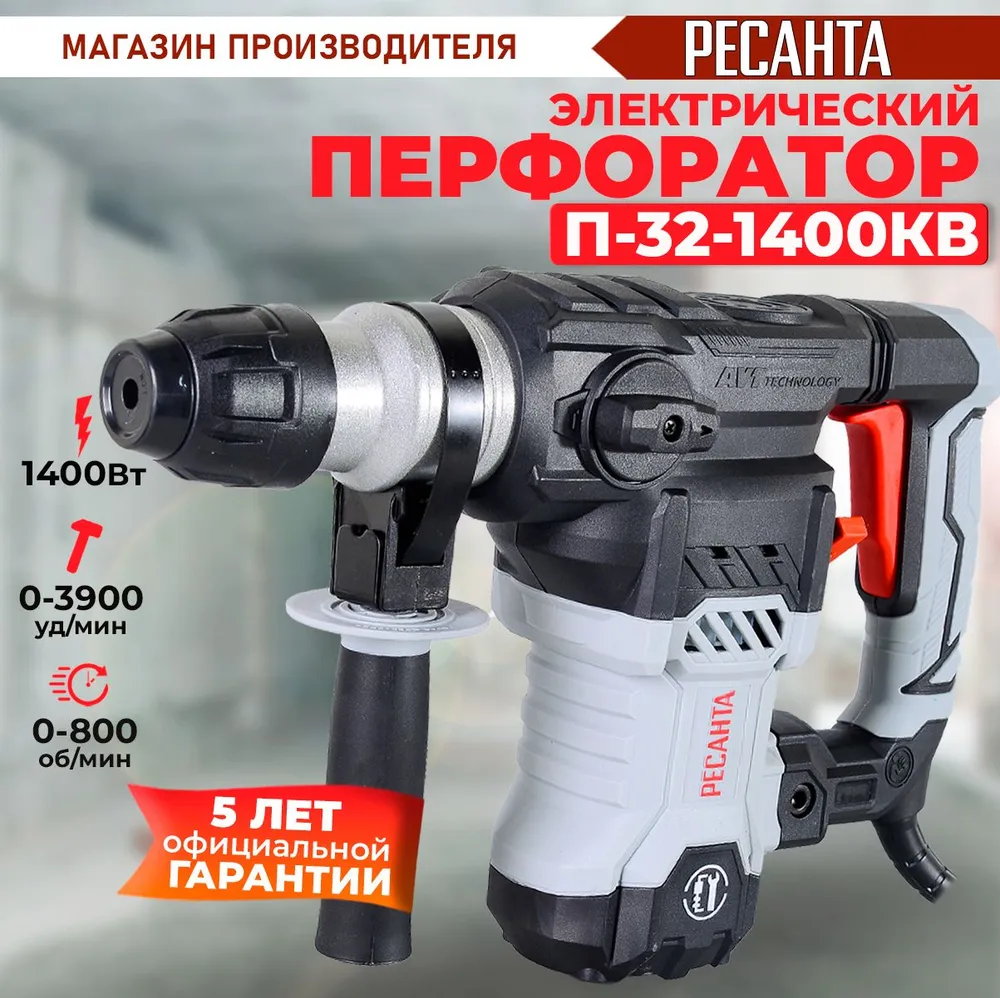 МАГАЗИН ПРОИЗВОДИТЕЛЯ
РЕСАНТА
ЭЛЕКТРИЧЕСКИЙ
ПЕРФОРАТОР
П-32-1400КВ
AVT TECHNOLOGY
1400Вт
0-3900
уд/мин
0-800
об/мин
РЕСАНТА
5 ЛЕТ
официальной
ГАРАНТИИ